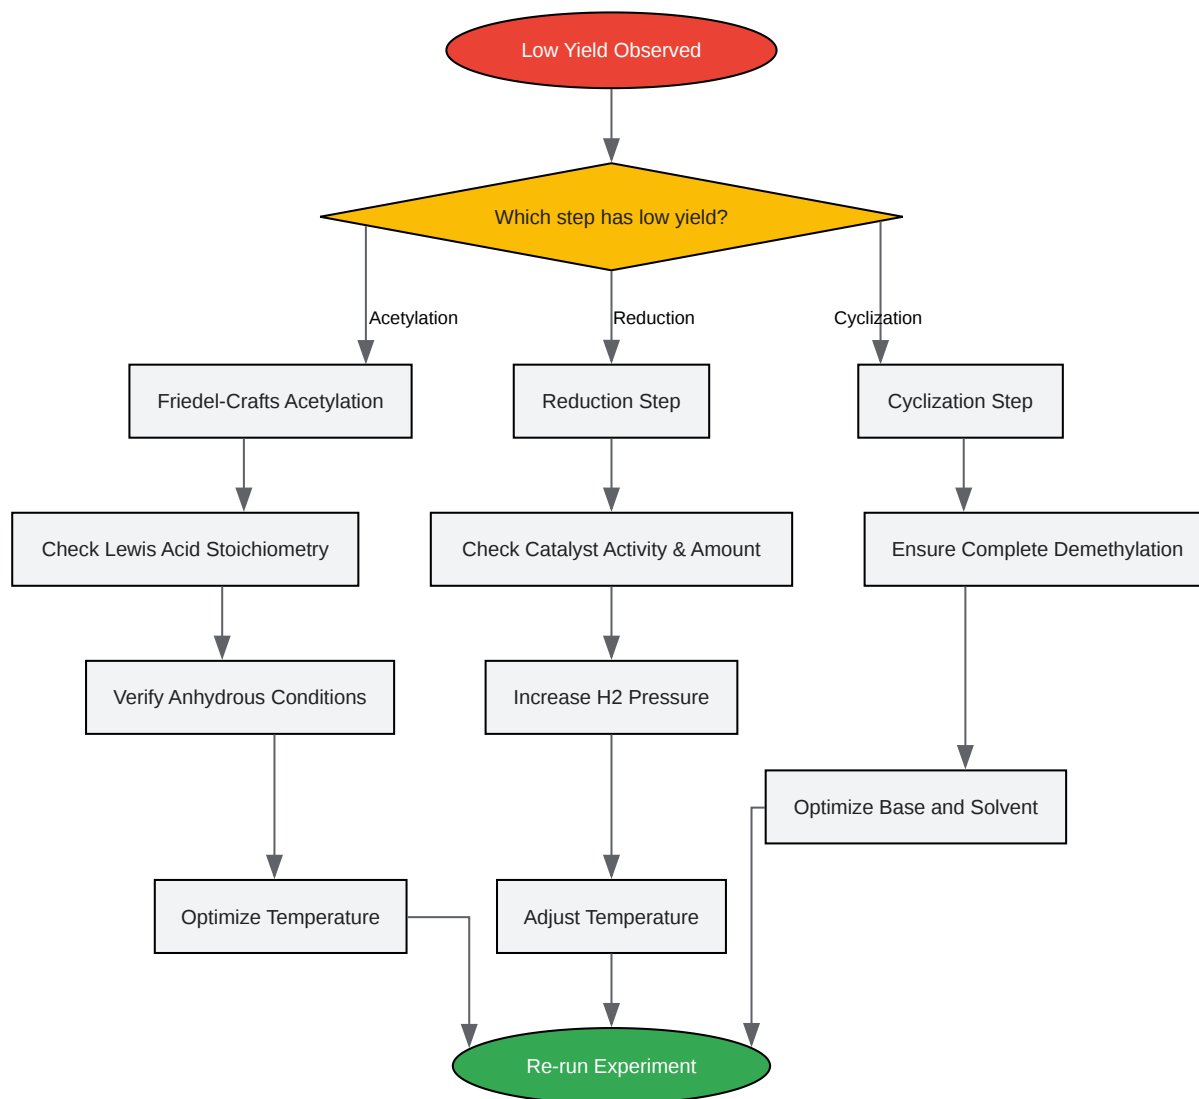 Low Yield Observed
Which step has low yield?
Acetylation
Reduction
Cyclization
Friedel-Crafts Acetylation
Reduction Step
Cyclization Step
Check Lewis Acid Stoichiometry
Check Catalyst Activity & Amount
Ensure Complete Demethylation
Verify Anhydrous Conditions
Increase H2 Pressure
Optimize Base and Solvent
Optimize Temperature
Adjust Temperature
Re-run Experiment